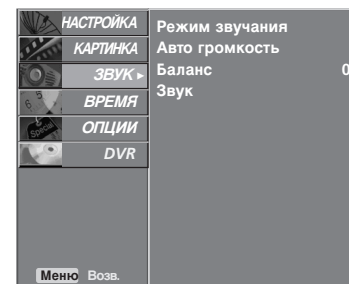 НАСТРОЙКА
КАРТИНКА
ЗВУК ▸
ВРЕМЯ
ОПЦИИ
DVR
Режим звучания
Авто громкость
Баланс 0
Звук
Меню Возв.